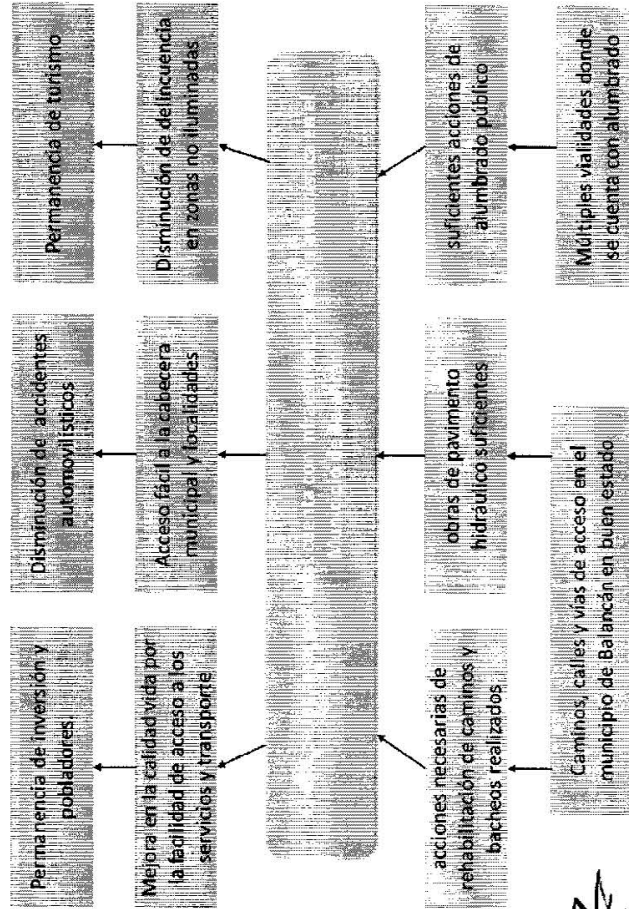 Permanencia de inversión y
pobladores.
Disminución de accidentes
automovilísticos
Permanencia de turismo
Mejora en la calidad vida por
la facilidad de acceso a los
servicios y transporte
Acceso fácil a la cabecera
municipal y localidades
Disminución de delincuencia
en zonas no iluminadas
acciones necesarias de
rehabilitación de caminos y
bacheos realizados
obras de pavimento
hidráulico suficientes
suficientes acciones de
alumbrado público
Caminos, calles y vías de acceso en el
municipio de Balancán en buen estado
Múltiples vialidades donde
se cuenta con alumbrado